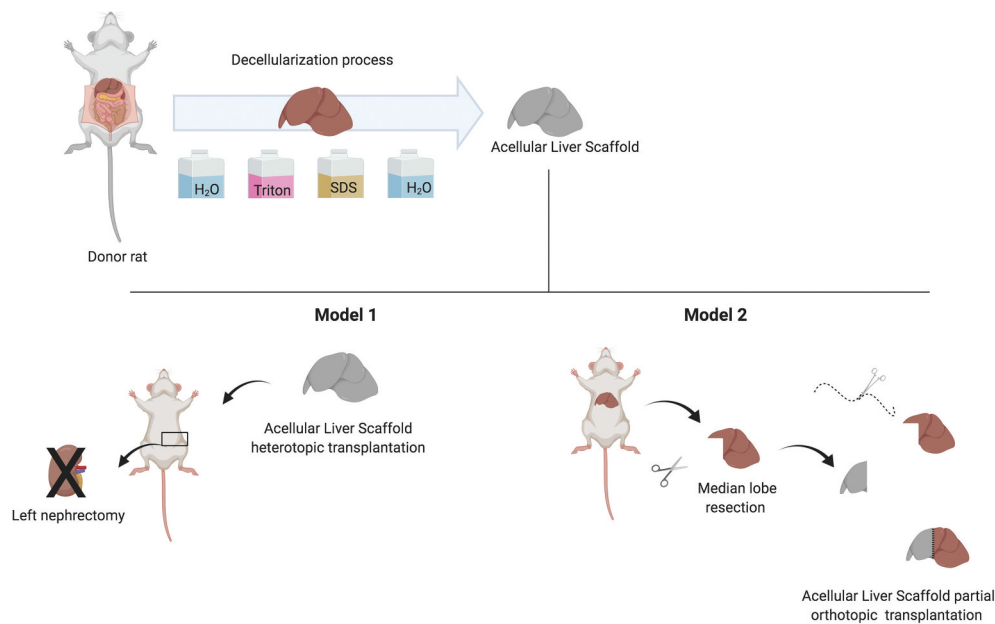 Decellularization process
H₂O
Triton
SDS
H₂O
Acellular Liver Scaffold
Donor rat
Model 1
Model 2
Acellular Liver Scaffold
heterotopic transplantation
Left nephrectomy
Median lobe
resection
Acellular Liver Scaffold partial
orthotopic transplantation